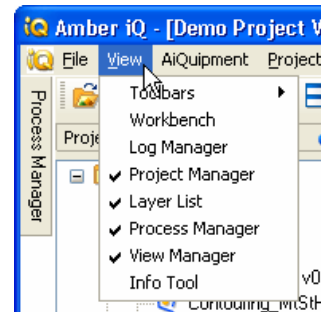 Amber iQ - [Demo Project V
File View AiQuipment Project
Toolbars
Workbench
Log Manager
Project Manager
Layer List
Process Manager
View Manager
Info Tool
Process Manager
Proje
v0
Contouring_MtStH